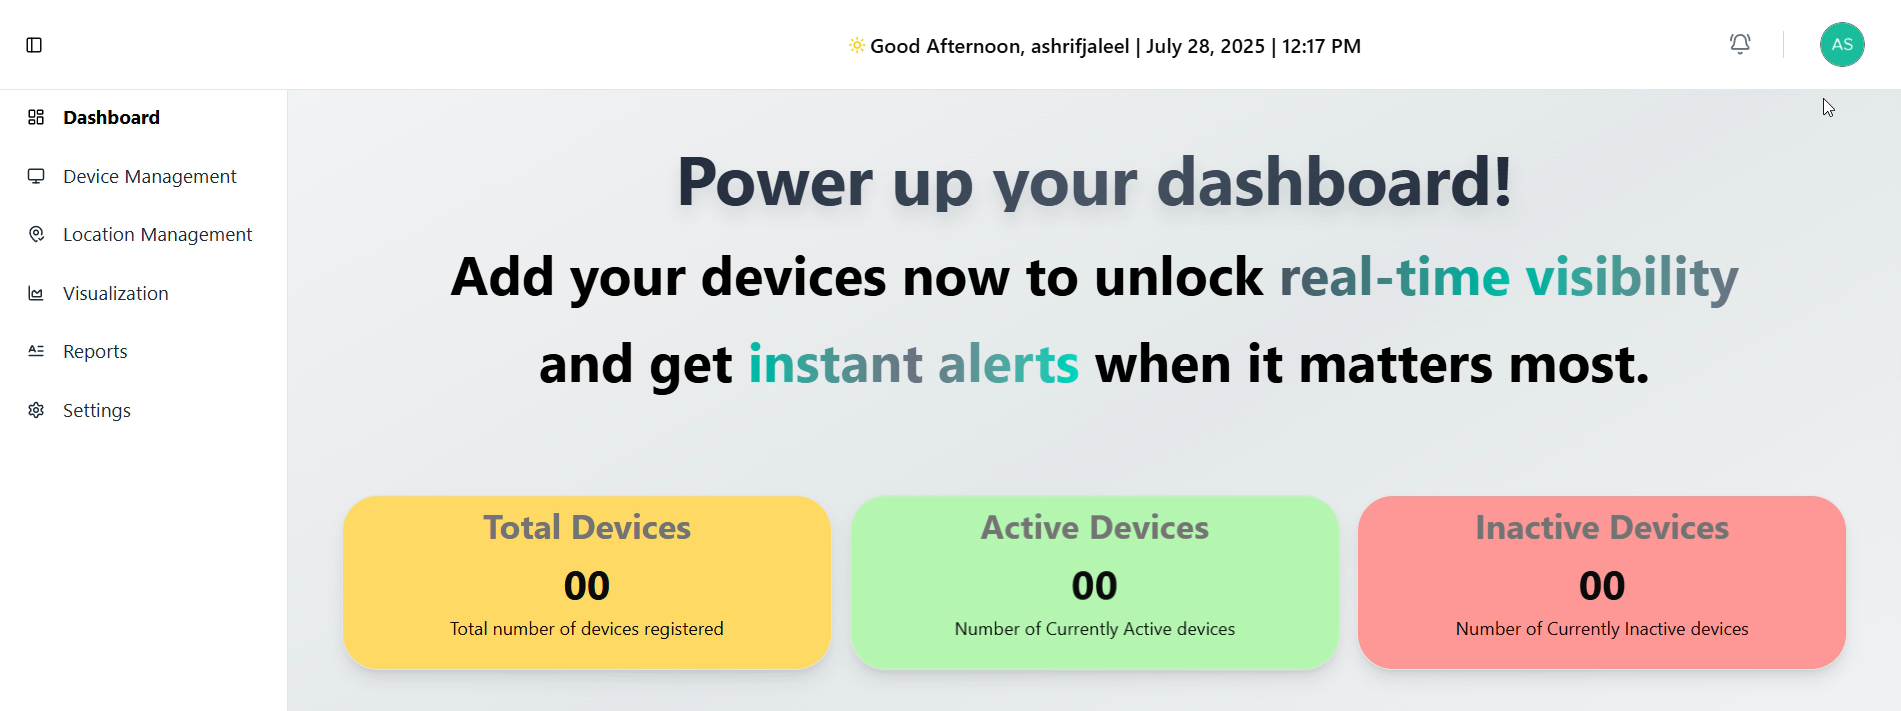 Good Afternoon, ashrifjaleel | July 28, 2025 | 12:17 PM
AS
Dashboard
Device Management
Location Management
Visualization
Reports
Settings
Power up your dashboard!
Add your devices now to unlock real-time visibility
and get instant alerts when it matters most.
Total Devices
00
Total number of devices registered
Active Devices
00
Number of Currently Active devices
Inactive Devices
00
Number of Currently Inactive devices